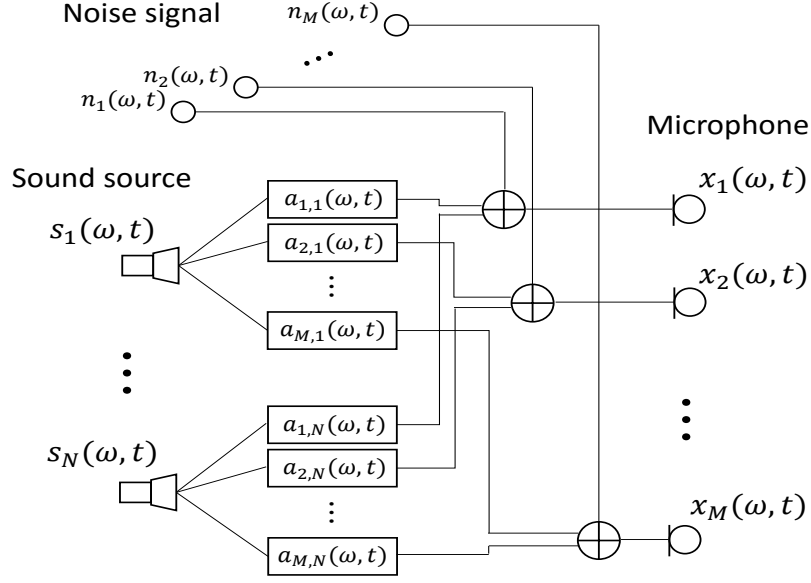 Noise signal
n_M(ω, t)
...
n_2(ω, t)
n_1(ω, t)
Microphone
Sound source
a_{1,1}(ω, t)
x_1(ω, t)
s_1(ω, t)
a_{2,1}(ω, t)
x_2(ω, t)
⋮
a_{M,1}(ω, t)
⋮
⋮
a_{1,N}(ω, t)
s_N(ω, t)
a_{2,N}(ω, t)
⋮
x_M(ω, t)
a_{M,N}(ω, t)